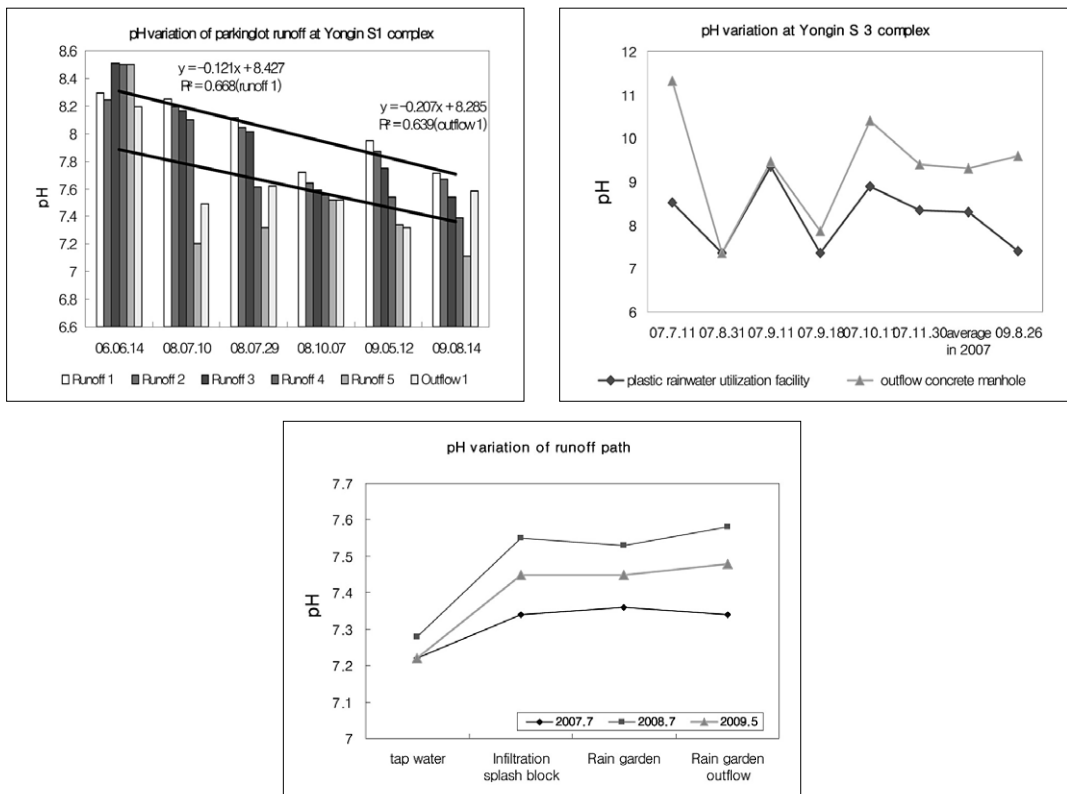 pH variation of parkinglot runoff at Yongin S1 complex
8.6
8.4
8.2
8
7.8
7.6
7.4
7.2
7
6.8
6.6
pH
y = -0.121x + 8.427
R² = 0.668(runoff 1)
y = -0.207x + 8.285
R² = 0.639(outflow 1)
06.06.14 08.07.10 08.07.29 08.10.07 09.05.12 09.08.14
Runoff 1 Runoff 2 Runoff 3 Runoff 4 Runoff 5 Outflow 1
pH variation at Yongin S 3 complex
12
11
10
9
8
7
6
pH
07.7.11 07.8.31 07.9.11 07.9.18 07.10.11 07.11.30 average 09.8.26
in 2007
plastic rainwater utilization facility outflow concrete manhole
pH variation of runoff path
7.7
7.6
7.5
7.4
7.3
7.2
7.1
7
pH
2007.7 2008.7 2009.5
tap water Infiltration Rain garden Rain garden
splash block outflow